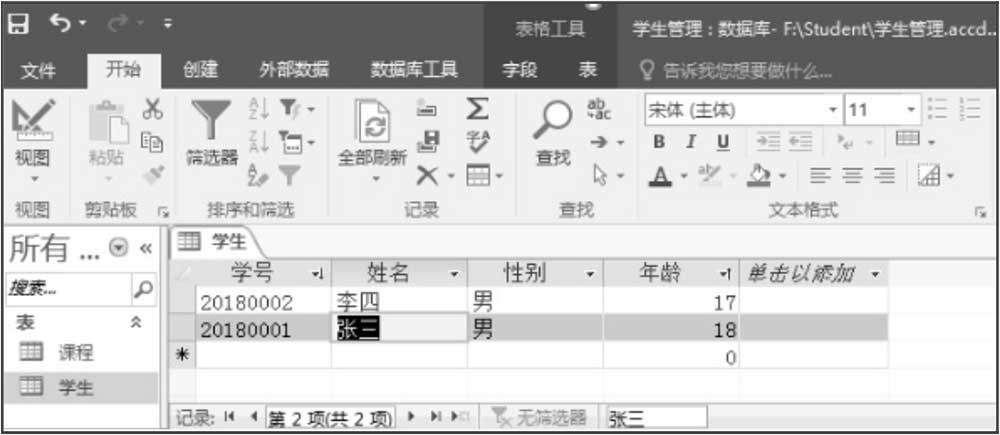 表格工具
学生管理：数据库- F:\Student\学生管理.accd...
文件 开始 创建 外部数据 数据库工具 字段 表 告诉我您想要做什么...
宋体 (主体) 11
视图 粘贴 筛选器 全部刷新 查找
B I U
视图 剪贴板 排序和筛选 记录 查找 文本格式
所有 ...
搜索...
表
课程
学生
学生
学号 姓名 性别 年龄 单击以添加
20180002 李四 男 17
20180001 张三 男 18
0
记录: 第 2 项(共 2 项) 无筛选器 张三